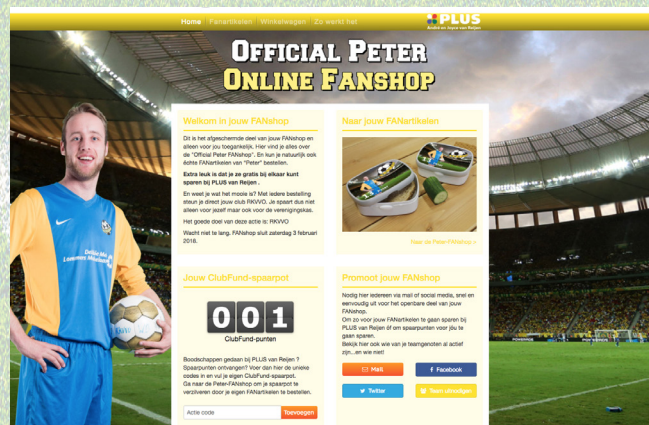 Home Fanartikelen Winkelwagen Zo werkt het
PLUS
André en Joyce van Reijen
OFFICIAL PETER
ONLINE FANSHOP
Welkom in jouw FANshop
Dit is het afgeschermde deel van jouw FANshop en
alleen voor jou toegankelijk. Hier vind je alles over
de "Official Peter FANshop". En kun je natuurlijk ook
échte FANartikelen van "Peter" bestellen.
Extra leuk is dat je ze gratis bij elkaar kunt
sparen bij PLUS van Reijen .
En weet je wat het mooie is? Met iedere bestelling
steun je direct jouw club RKVVO. Je spaart dus niet
alleen voor jezelf maar ook voor de verenigingskas.
Het goede doel van deze actie is: RKVVO
Wacht niet te lang. FANshop sluit zaterdag 3 februari
2018.
Naar jouw FANartikelen
Naar de Peter-FANshop »
Jouw ClubFund-spaarpot
001
ClubFund-punten
Boodschappen gedaan bij PLUS van Reijen ?
Spaarpunten ontvangen? Voer dan hier de unieke
codes in en vul je eigen ClubFund-spaarpot.
Ga naar de Peter-FANshop om je spaarpot te
verzilveren door je eigen FANartikelen te bestellen.
Actie code Toevoegen
Promoot jouw FANshop
Nodig hier iedereen via mail of social media, snel en
eenvoudig uit voor het openbare deel van jouw
FANshop.
Om zo voor jouw FANartikelen te gaan sparen bij
PLUS van Reijen óf om spaarpunten voor jóu te
gaan sparen.
Bekijk hier ook wie van je teamgenoten al actief
zijn...en wie niet!
Mail Facebook
Twitter Team uitnodigen